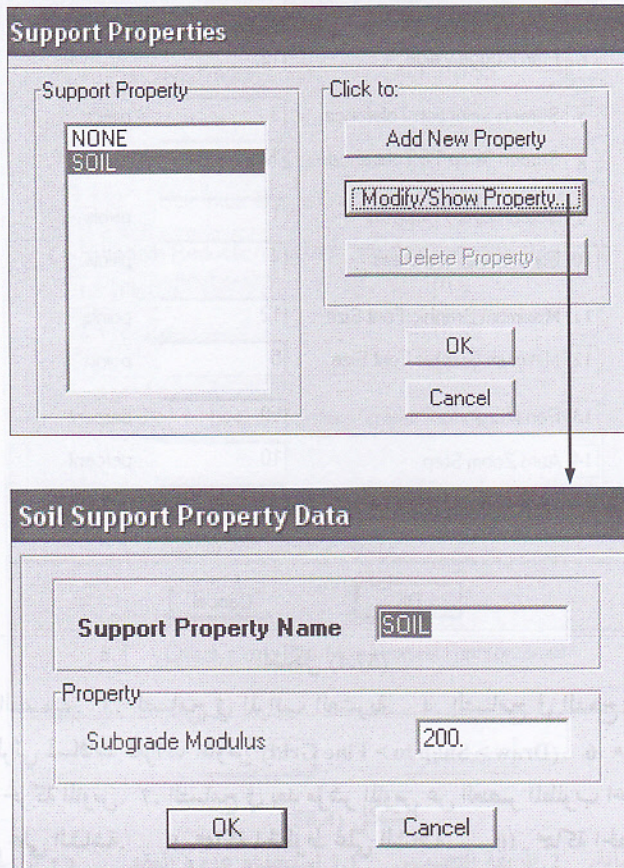 Support Properties
Support Property
NONE
SOIL
Click to:
Add New Property
Modify/Show Property...
Delete Property
OK
Cancel
Soil Support Property Data
Support Property Name
SOIL
Property
Subgrade Modulus
200.
OK
Cancel